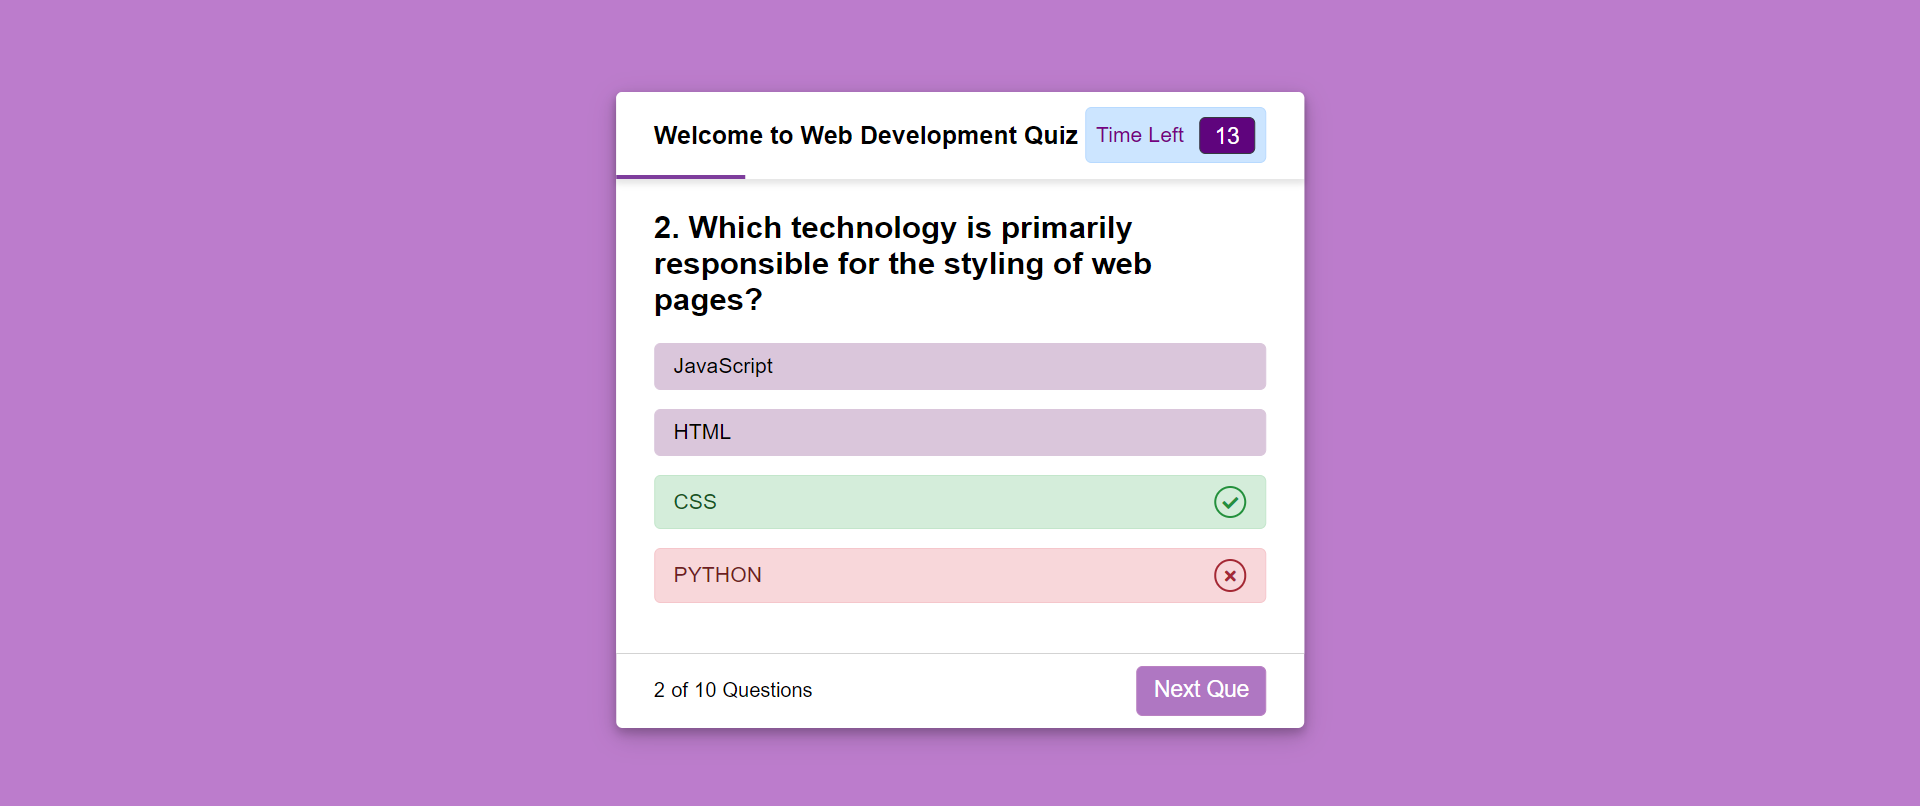 Welcome to Web Development Quiz
Time Left 13
2. Which technology is primarily
responsible for the styling of web
pages?
JavaScript
HTML
CSS
PYTHON
2 of 10 Questions
Next Que